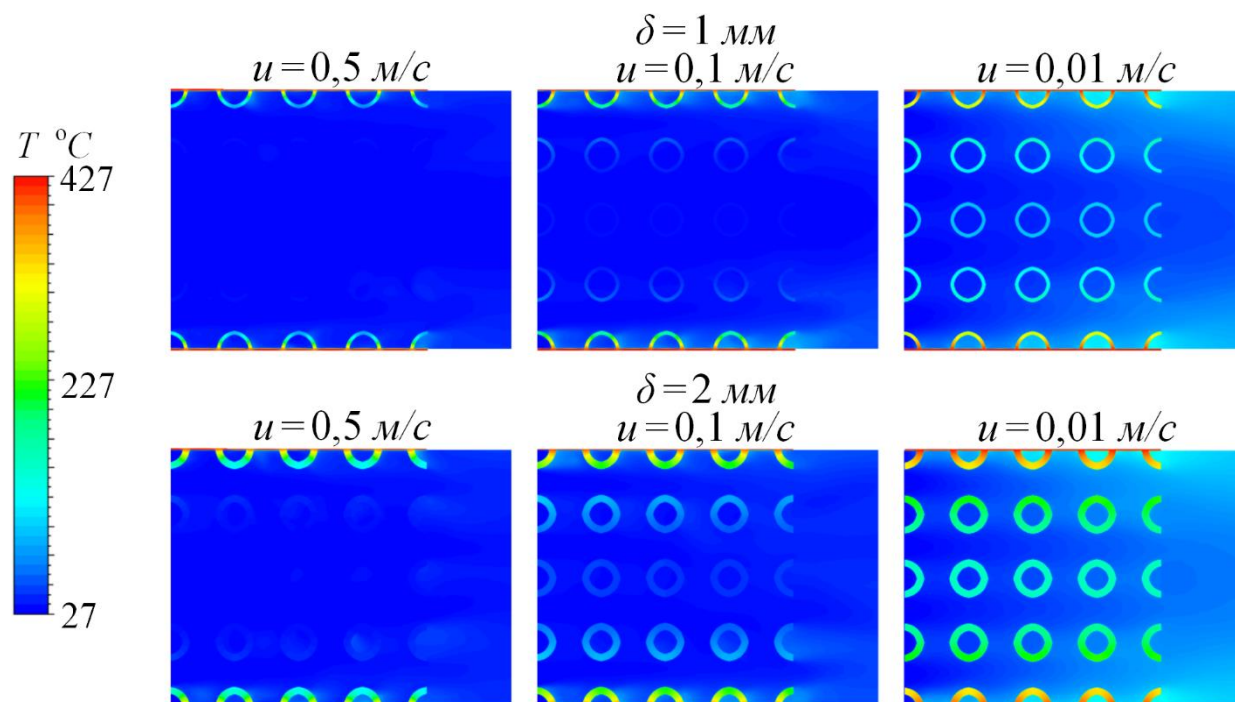 δ = 1 мм
u = 0,5 м/с
u = 0,1 м/с
u = 0,01 м/с
T °C
427
227
27
δ = 2 мм
u = 0,5 м/с
u = 0,1 м/с
u = 0,01 м/с